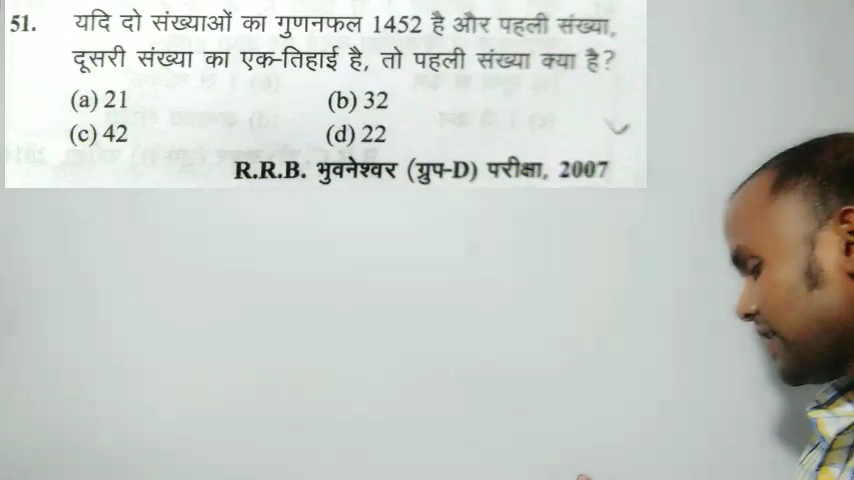 51. यदि दो संख्याओं का गुणनफल 1452 है और पहली संख्या,
दूसरी संख्या का एक-तिहाई है, तो पहली संख्या क्या है?
(a) 21 (b) 32
(c) 42 (d) 22
R.R.B. भुवनेश्वर (ग्रुप-D) परीक्षा, 2007